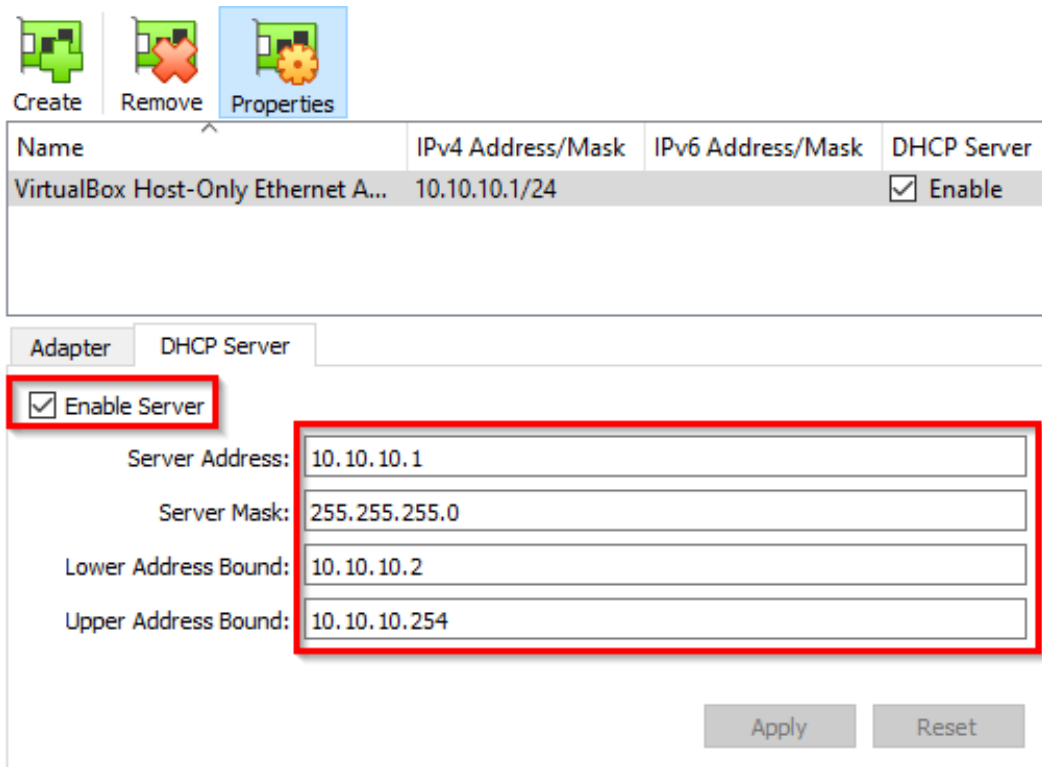 Create Remove Properties
Name IPv4 Address/Mask IPv6 Address/Mask DHCP Server
VirtualBox Host-Only Ethernet A... 10.10.10.1/24 Enable
Adapter DHCP Server
Enable Server
Server Address: 10.10.10.1
Server Mask: 255.255.255.0
Lower Address Bound: 10.10.10.2
Upper Address Bound: 10.10.10.254
Apply Reset